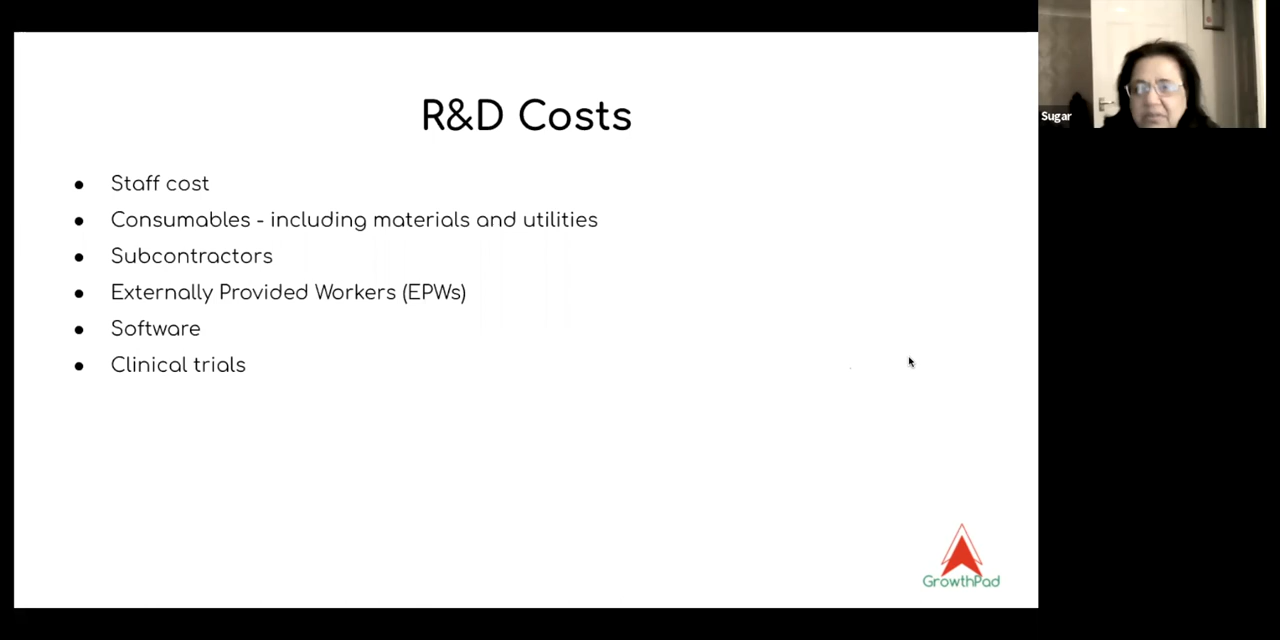 R&D Costs
● Staff cost
● Consumables - including materials and utilities
● Subcontractors
● Externally Provided Workers (EPWs)
● Software
● Clinical trials
GrowthPad
Sugar